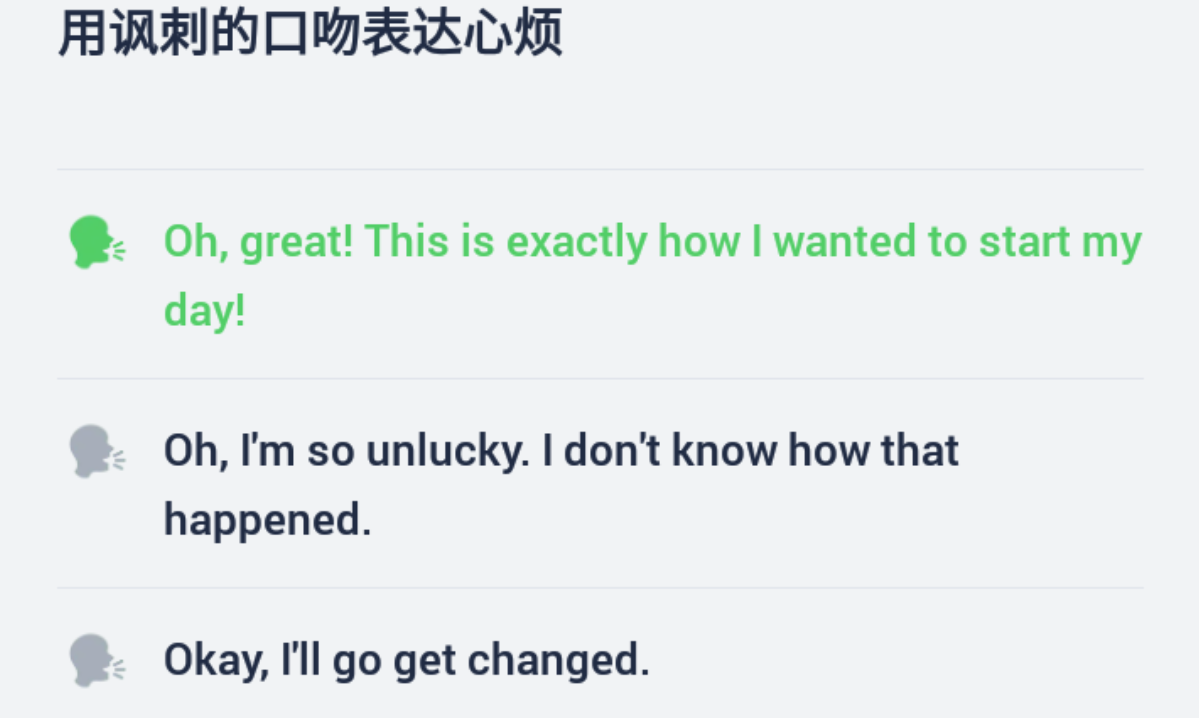 用讽刺的口吻表达心烦
Oh, great! This is exactly how I wanted to start my
day!
Oh, I'm so unlucky. I don't know how that
happened.
Okay, I'll go get changed.